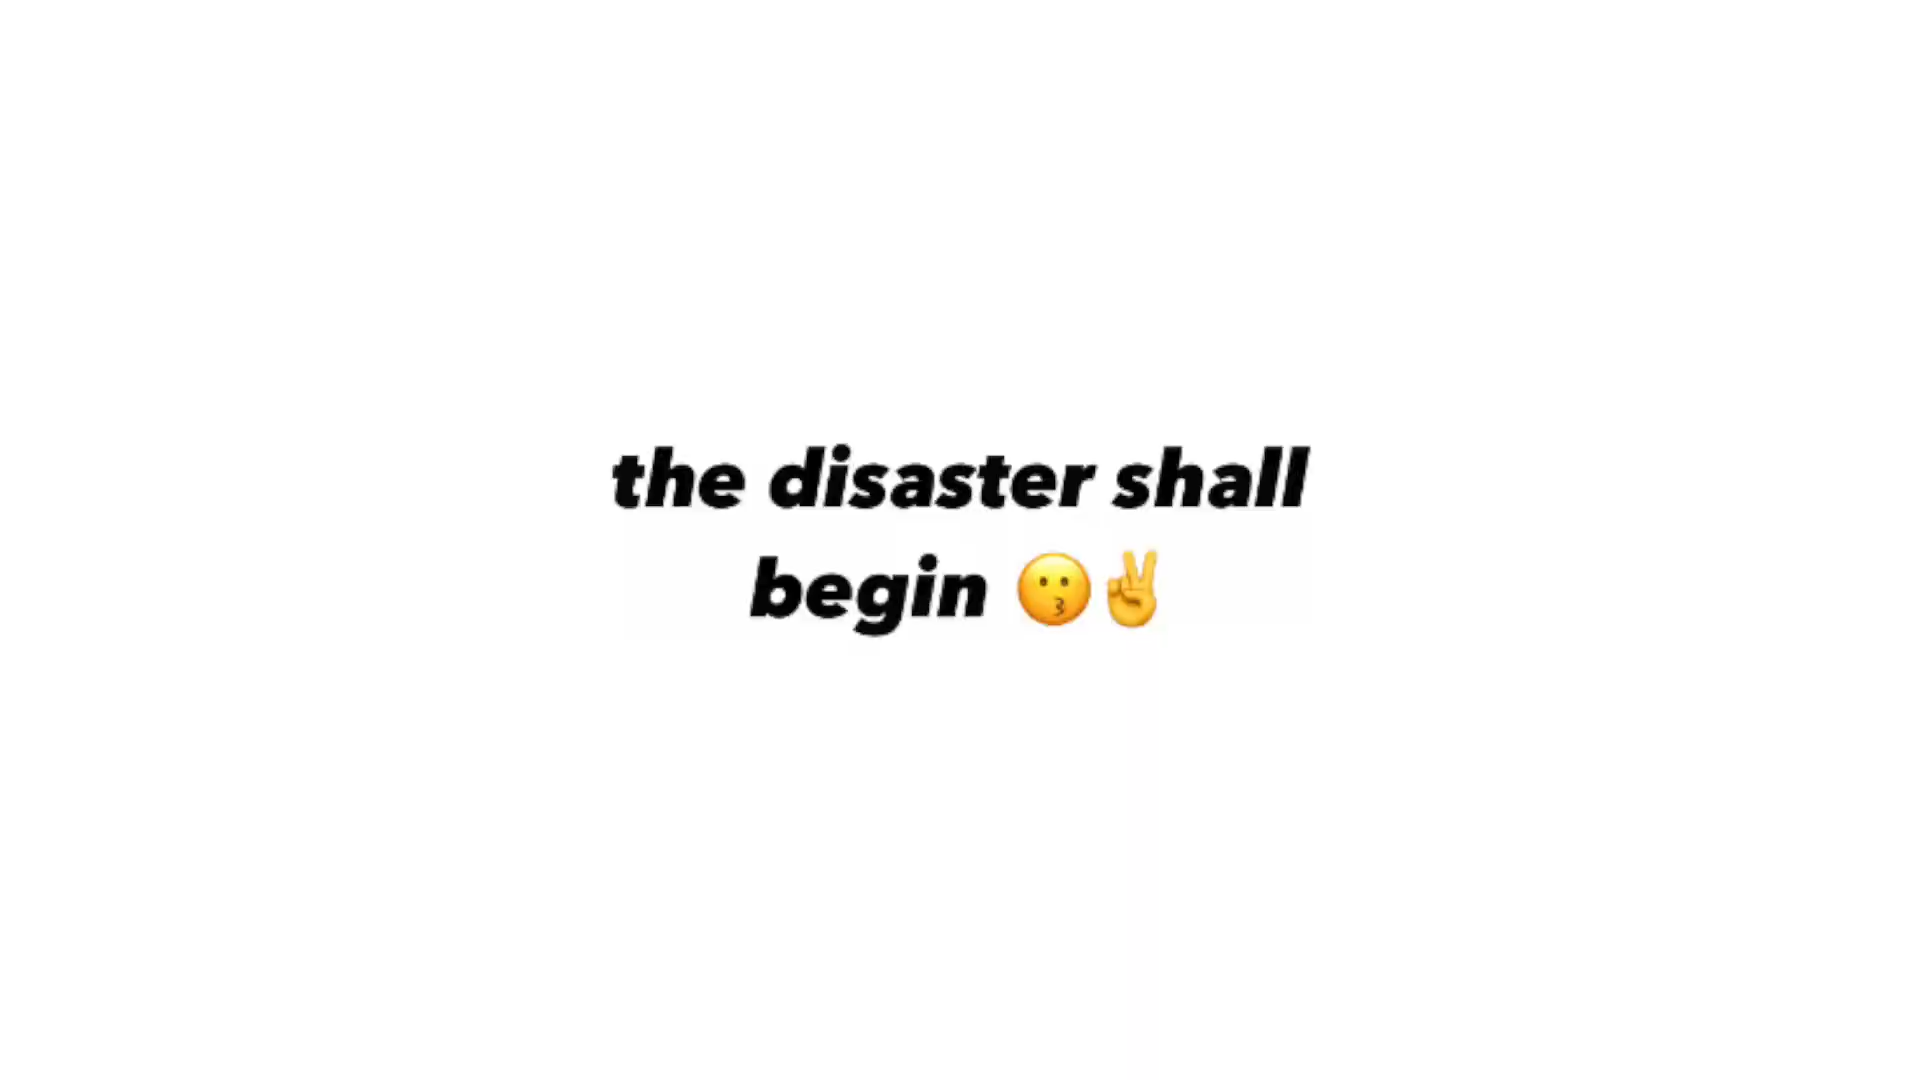 the disaster shall
begin 😗✌️